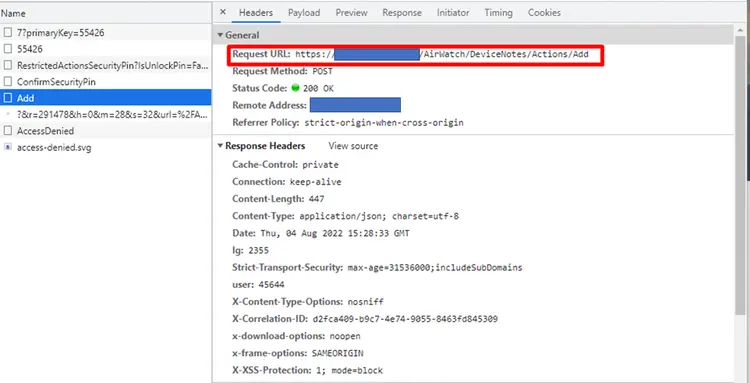 Name
7?primaryKey=55426
55426
RestrictedActionsSecurityPin?IsUnlockPin=Fa...
ConfirmSecurityPin
Add
?&r=291478&h=0&m=28&s=32&url=%2FA...
AccessDenied
access-denied.svg
× Headers Payload Preview Response Initiator Timing Cookies
▼ General
Request URL: https:// /AirWatch/DeviceNotes/Actions/Add
Request Method: POST
Status Code: 200 OK
Remote Address:
Referrer Policy: strict-origin-when-cross-origin
▼ Response Headers View source
Cache-Control: private
Connection: keep-alive
Content-Length: 447
Content-Type: application/json; charset=utf-8
Date: Thu, 04 Aug 2022 15:28:33 GMT
lg: 2355
Strict-Transport-Security: max-age=31536000;includeSubDomains
user: 45644
X-Content-Type-Options: nosniff
X-Correlation-ID: d2fca409-b9c7-4e74-9055-8463fd845309
x-download-options: noopen
x-frame-options: SAMEORIGIN
X-XSS-Protection: 1; mode=block